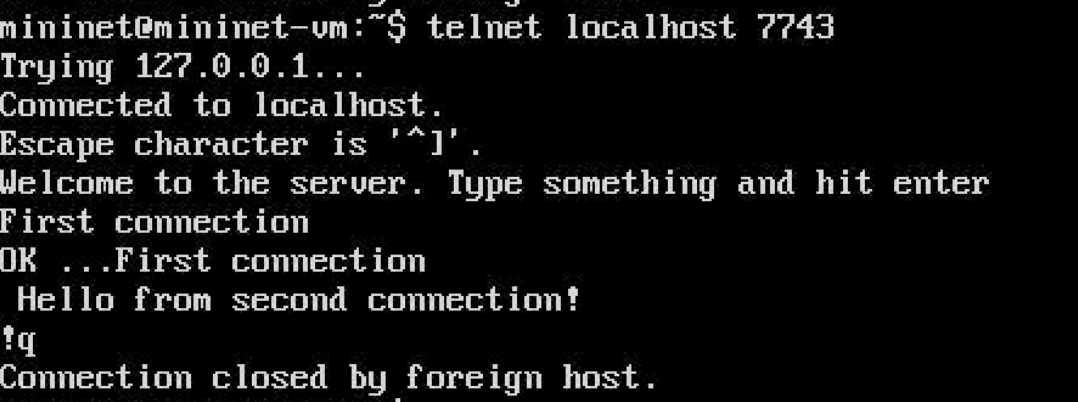 mininet@mininet-vm:~$ telnet localhost 7743
Trying 127.0.0.1...
Connected to localhost.
Escape character is '^]'.
Welcome to the server. Type something and hit enter
First connection
OK ...First connection
 Hello from second connection!
!q
Connection closed by foreign host.